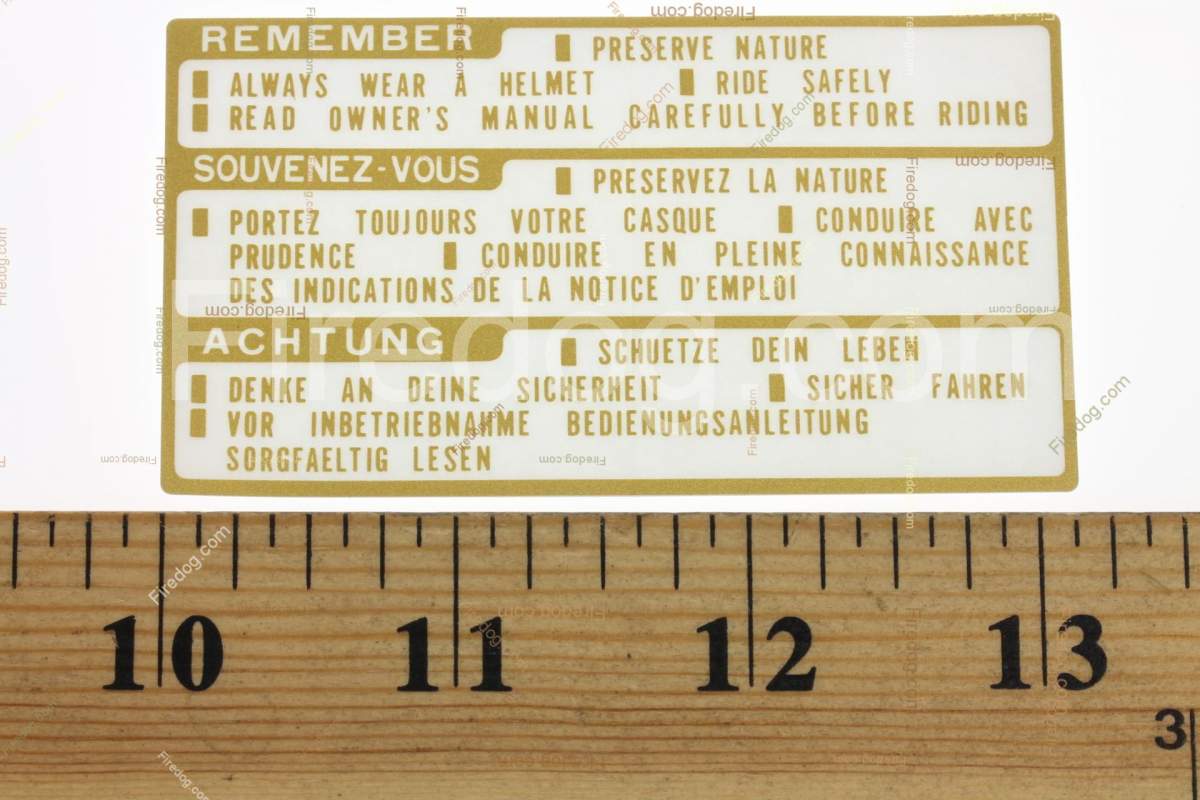 REMEMBER
▮ PRESERVE NATURE
▮ ALWAYS WEAR A HELMET ▮ RIDE SAFELY
▮ READ OWNER'S MANUAL CAREFULLY BEFORE RIDING
SOUVENEZ-VOUS
▮ PRESERVEZ LA NATURE
▮ PORTEZ TOUJOURS VOTRE CASQUE ▮ CONDUIRE AVEC
PRUDENCE ▮ CONDUIRE EN PLEINE CONNAISSANCE
DES INDICATIONS DE LA NOTICE D'EMPLOI
ACHTUNG
▮ SCHUETZE DEIN LEBEN
▮ DENKE AN DEINE SICHERHEIT ▮ SICHER FAHREN
▮ VOR INBETRIEBNAHME BEDIENUNGSANLEITUNG
SORGFAELTIG LESEN
Firedog.com
10 11 12 13
3